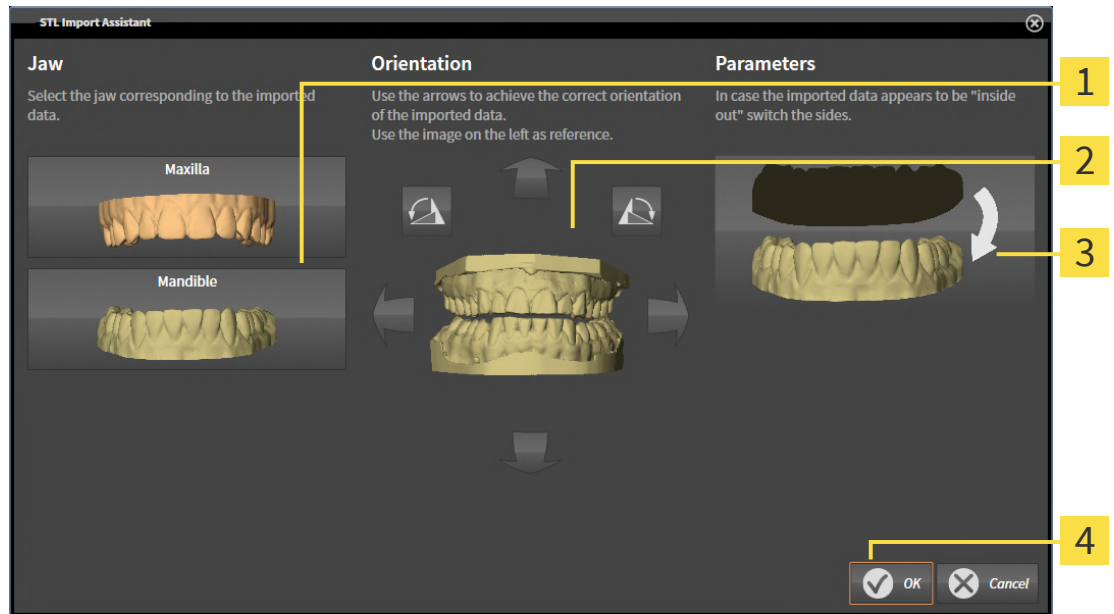 STL Import Assistant
Jaw
Select the jaw corresponding to the imported
data.
Maxilla
Mandible
Orientation
Use the arrows to achieve the correct orientation
of the imported data.
Use the image on the left as reference.
Parameters
In case the imported data appears to be "inside
out" switch the sides.
1
2
3
4
OK
Cancel